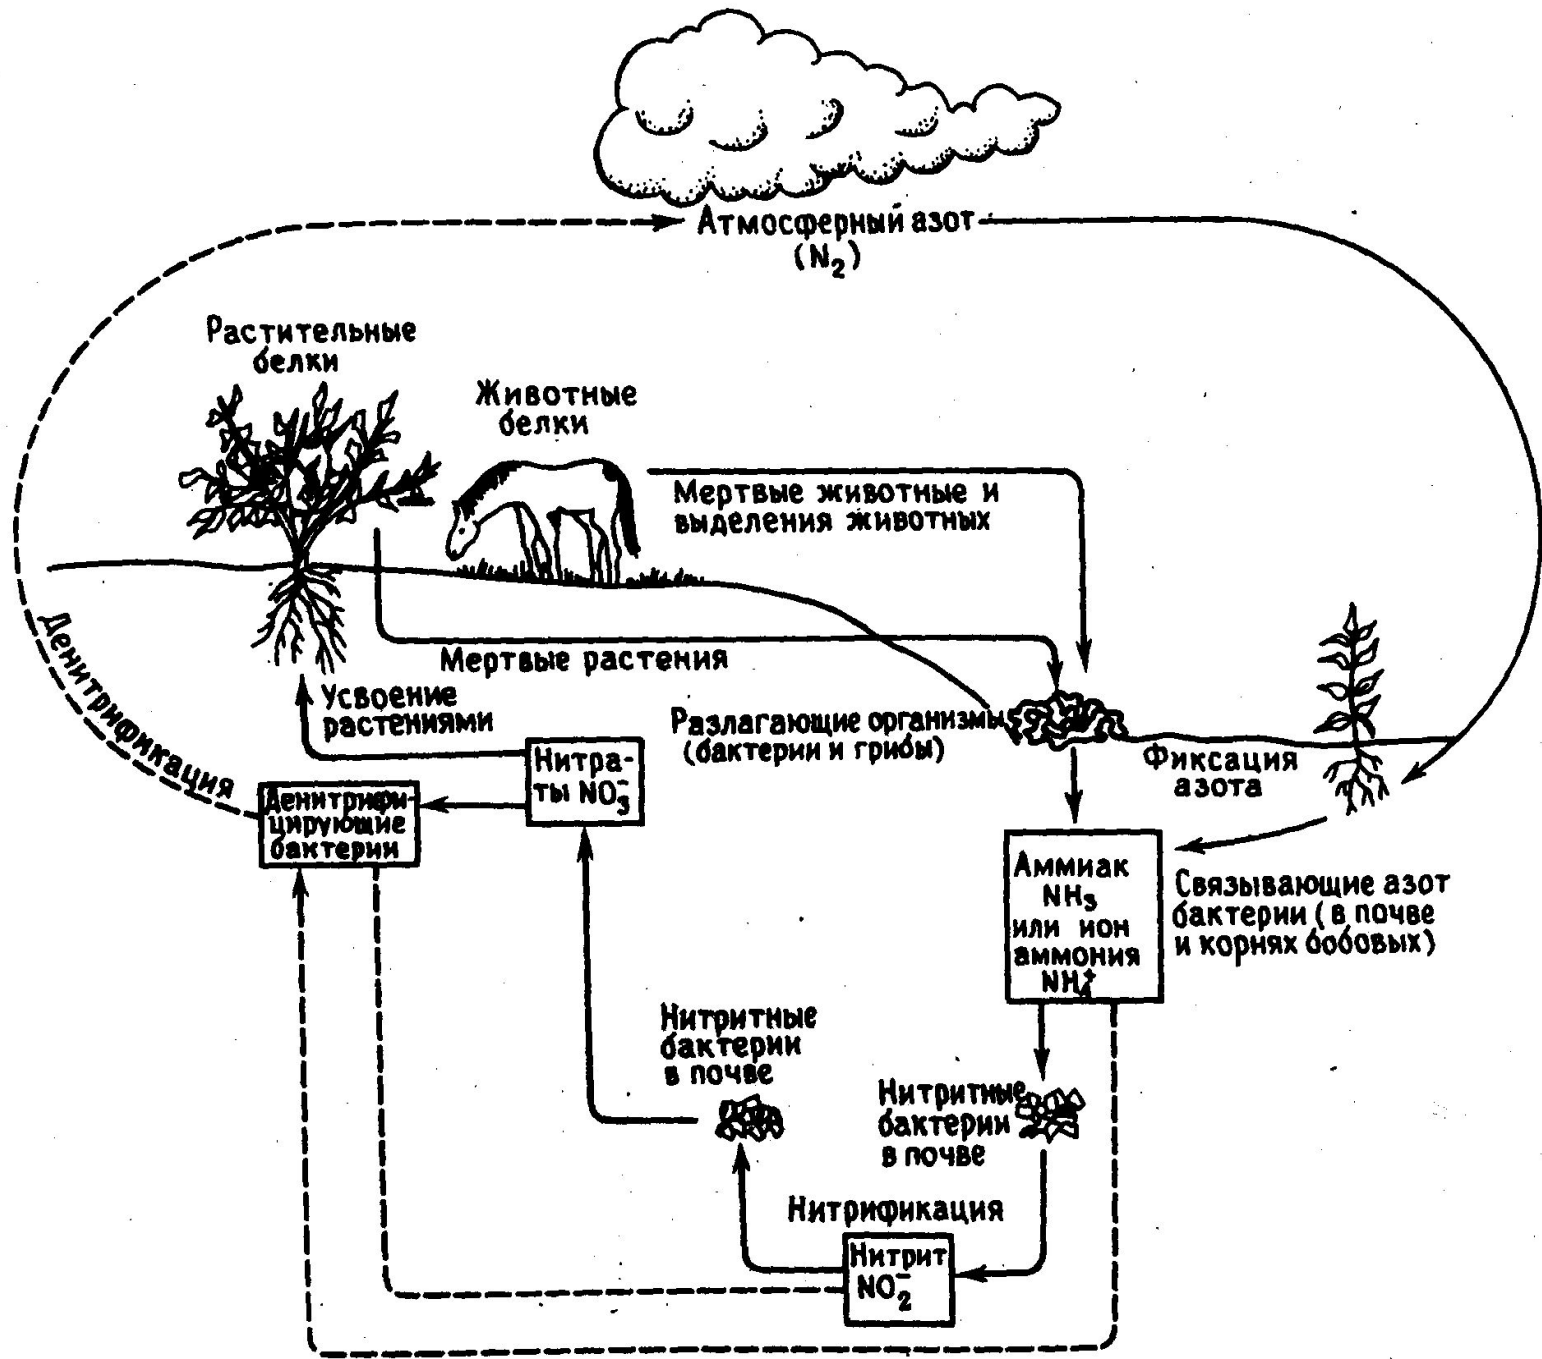 Атмосферный азот
(N₂)
Растительные
белки
Животные
белки
Мертвые животные и
выделения животных
Денитрификация
Мертвые растения
Усвоение
растениями
Разлагающие организмы
(бактерии и грибы)
Фиксация
азота
Нитра-
ты NO₃⁻
Денитрифи-
цирующие
бактерии
Аммиак
NH₃
или ион
аммония
NH₄⁺
Связывающие азот
бактерии (в почве
и корнях бобовых)
Нитритные
бактерии
в почве
Нитритные
бактерии
в почве
Нитрификация
Нитрит
NO₂⁻